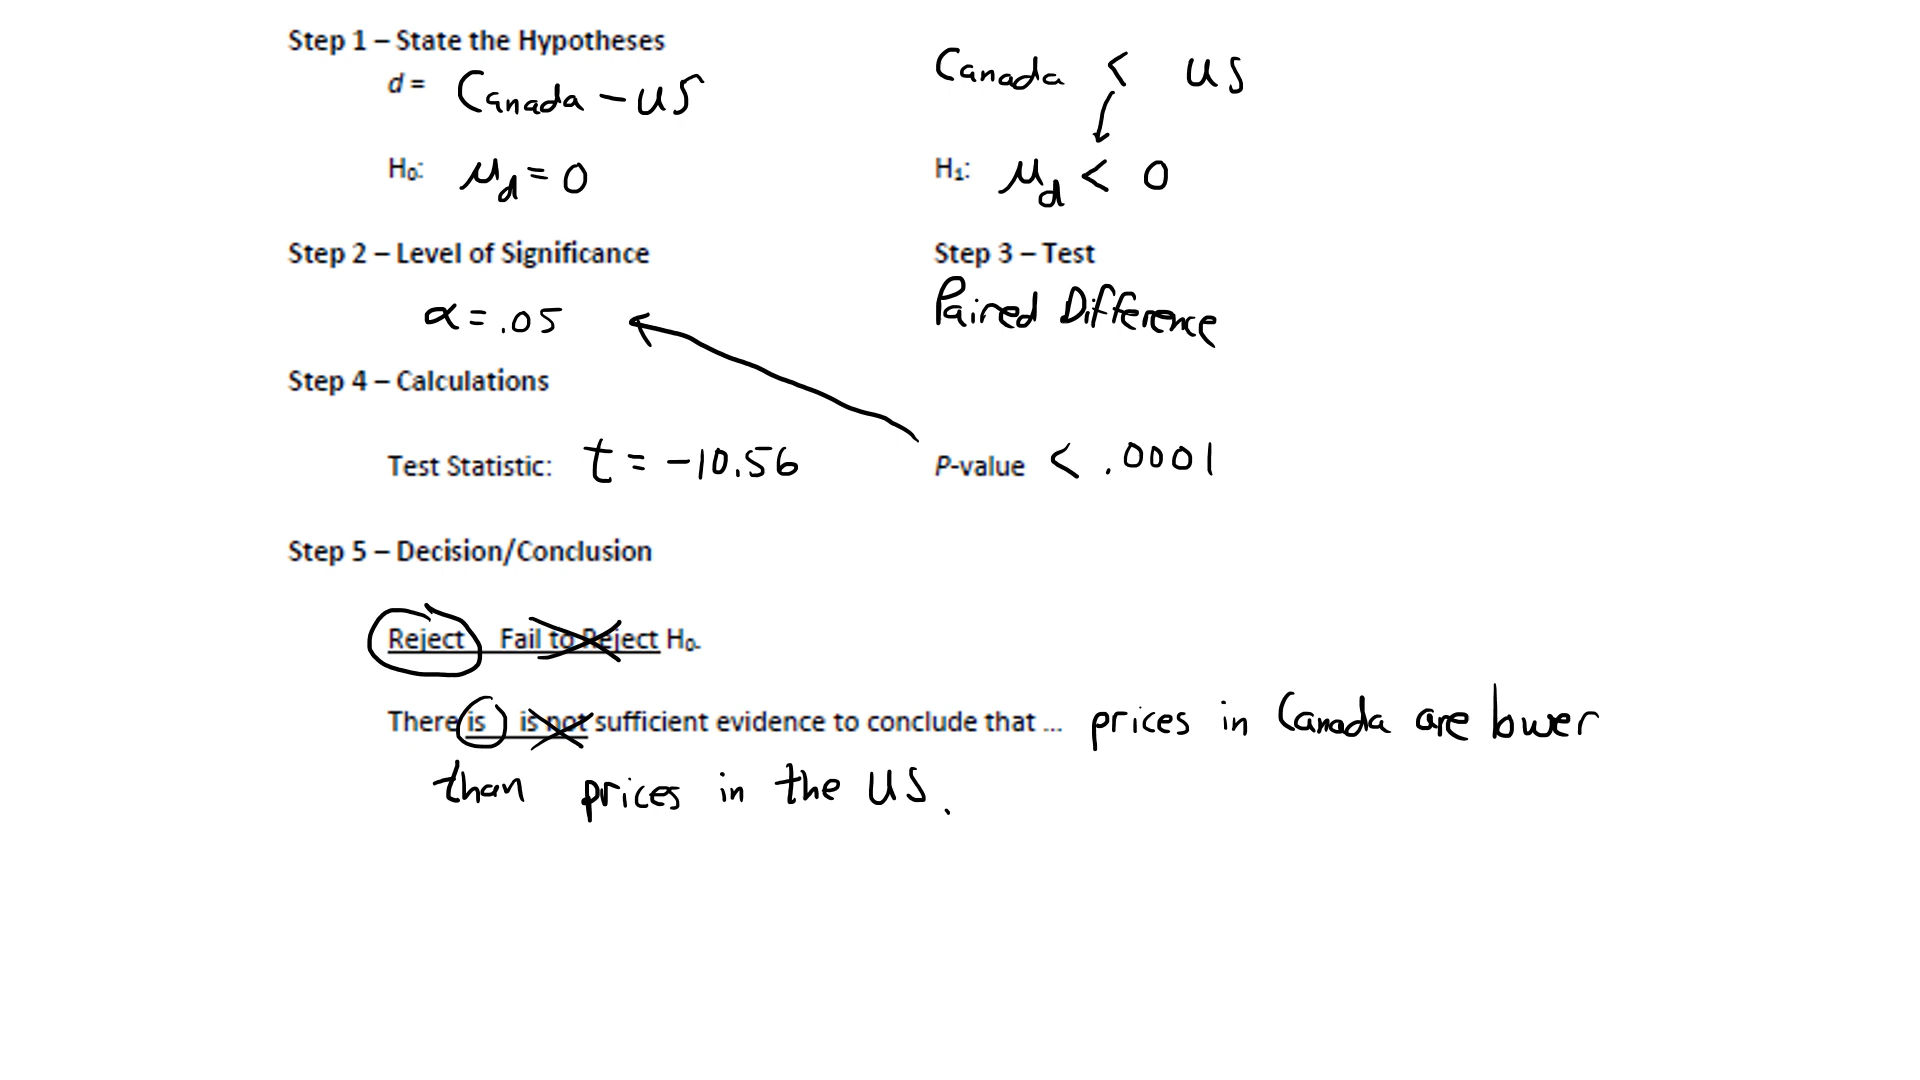 Step 1 – State the Hypotheses
Canada < US
d = Canada – US
H₀: μd = 0
H₁: μd < 0
Step 2 – Level of Significance
Step 3 – Test
α = .05
Paired Difference
Step 4 – Calculations
Test Statistic: t = -10.56
P-value < .0001
Step 5 – Decision/Conclusion
Reject Fail to Reject H₀.
There is is not sufficient evidence to conclude that ... prices in Canada are lower
than prices in the US.